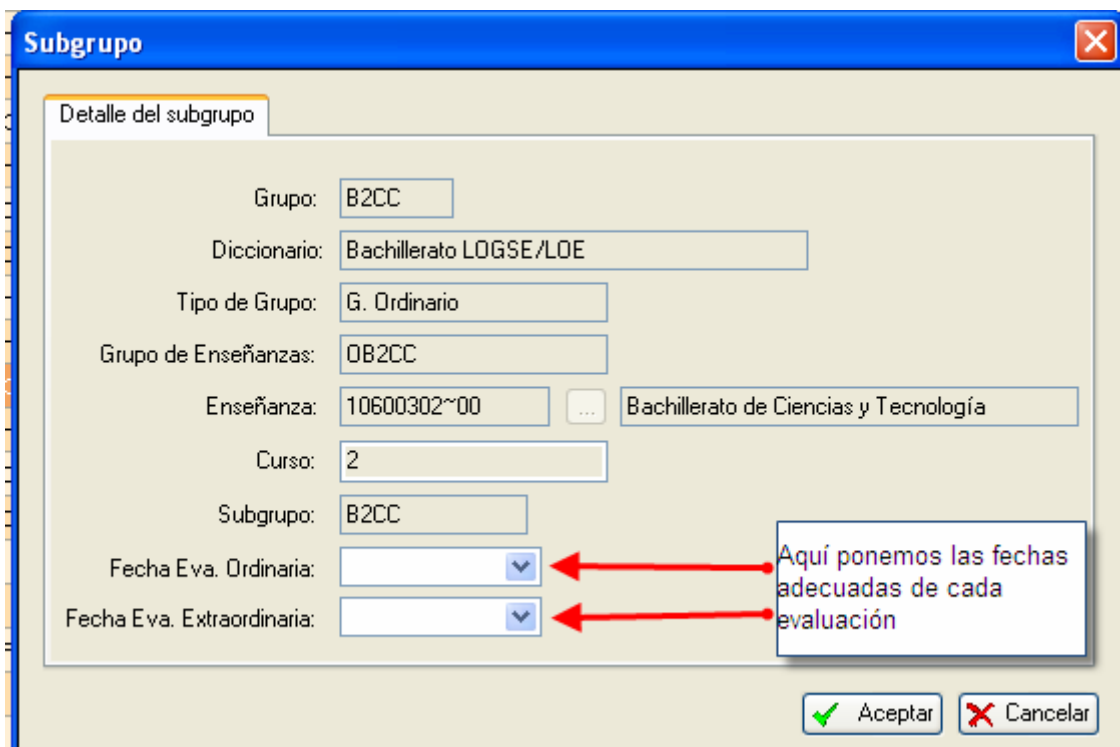 Subgrupo
Detalle del subgrupo
Grupo: B2CC
Diccionario: Bachillerato LOGSE/LOE
Tipo de Grupo: G. Ordinario
Grupo de Enseñanzas: OB2CC
Enseñanza: 10600302~00 ... Bachillerato de Ciencias y Tecnología
Curso: 2
Subgrupo: B2CC
Fecha Eva. Ordinaria:
Fecha Eva. Extraordinaria:
Aquí ponemos las fechas
adecuadas de cada
evaluación
Aceptar Cancelar